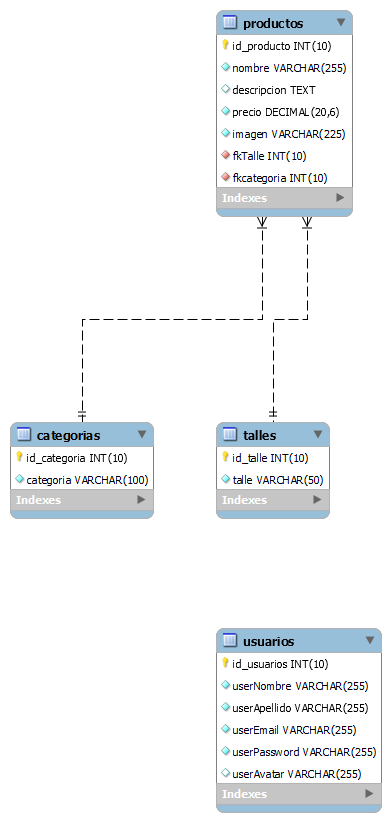 productos
id_producto INT(10)
nombre VARCHAR(255)
descripcion TEXT
precio DECIMAL(20,6)
imagen VARCHAR(225)
fkTalle INT(10)
fkcategoria INT(10)
Indexes
categorias
id_categoria INT(10)
categoria VARCHAR(100)
Indexes
talles
id_talle INT(10)
talle VARCHAR(50)
Indexes
usuarios
id_usuarios INT(10)
userNombre VARCHAR(255)
userApellido VARCHAR(255)
userEmail VARCHAR(255)
userPassword VARCHAR(255)
userAvatar VARCHAR(255)
Indexes